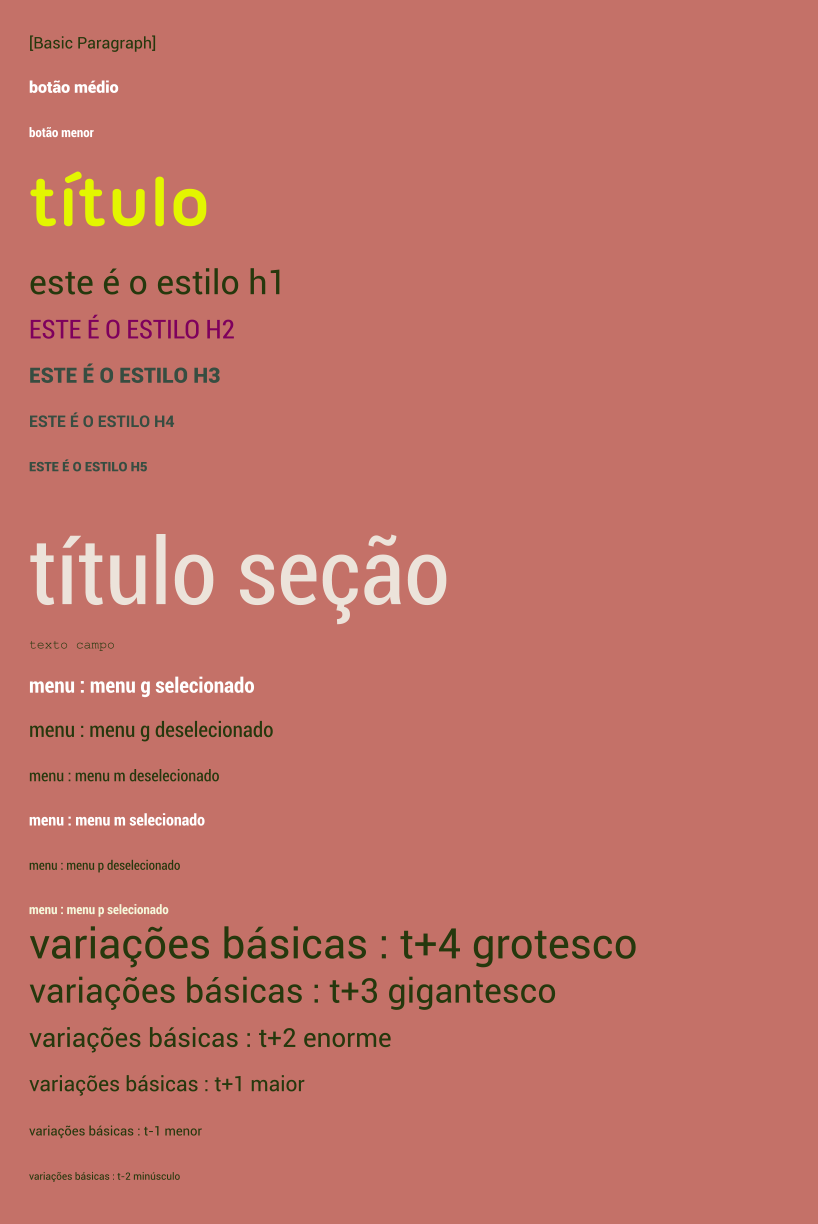 [Basic Paragraph]
botão médio
botão menor
título
este é o estilo h1
ESTE É O ESTILO H2
ESTE É O ESTILO H3
ESTE É O ESTILO H4
ESTE É O ESTILO H5
título seção
texto campo
menu : menu g selecionado
menu : menu g deselecionado
menu : menu m deselecionado
menu : menu m selecionado
menu : menu p deselecionado
menu : menu p selecionado
variações básicas : t+4 grotesco
variações básicas : t+3 gigantesco
variações básicas : t+2 enorme
variações básicas : t+1 maior
variações básicas : t-1 menor
variações básicas : t-2 minúsculo